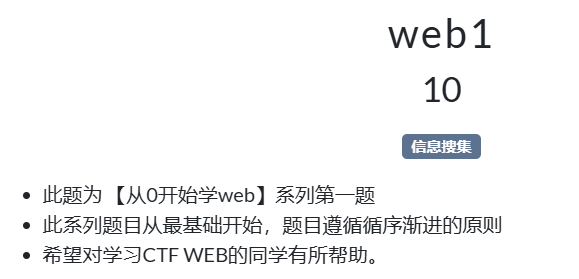 web1
10
信息搜集
• 此题为 【从0开始学web】系列第一题
• 此系列题目从最基础开始，题目遵循循序渐进的原则
• 希望对学习CTF WEB的同学有所帮助。